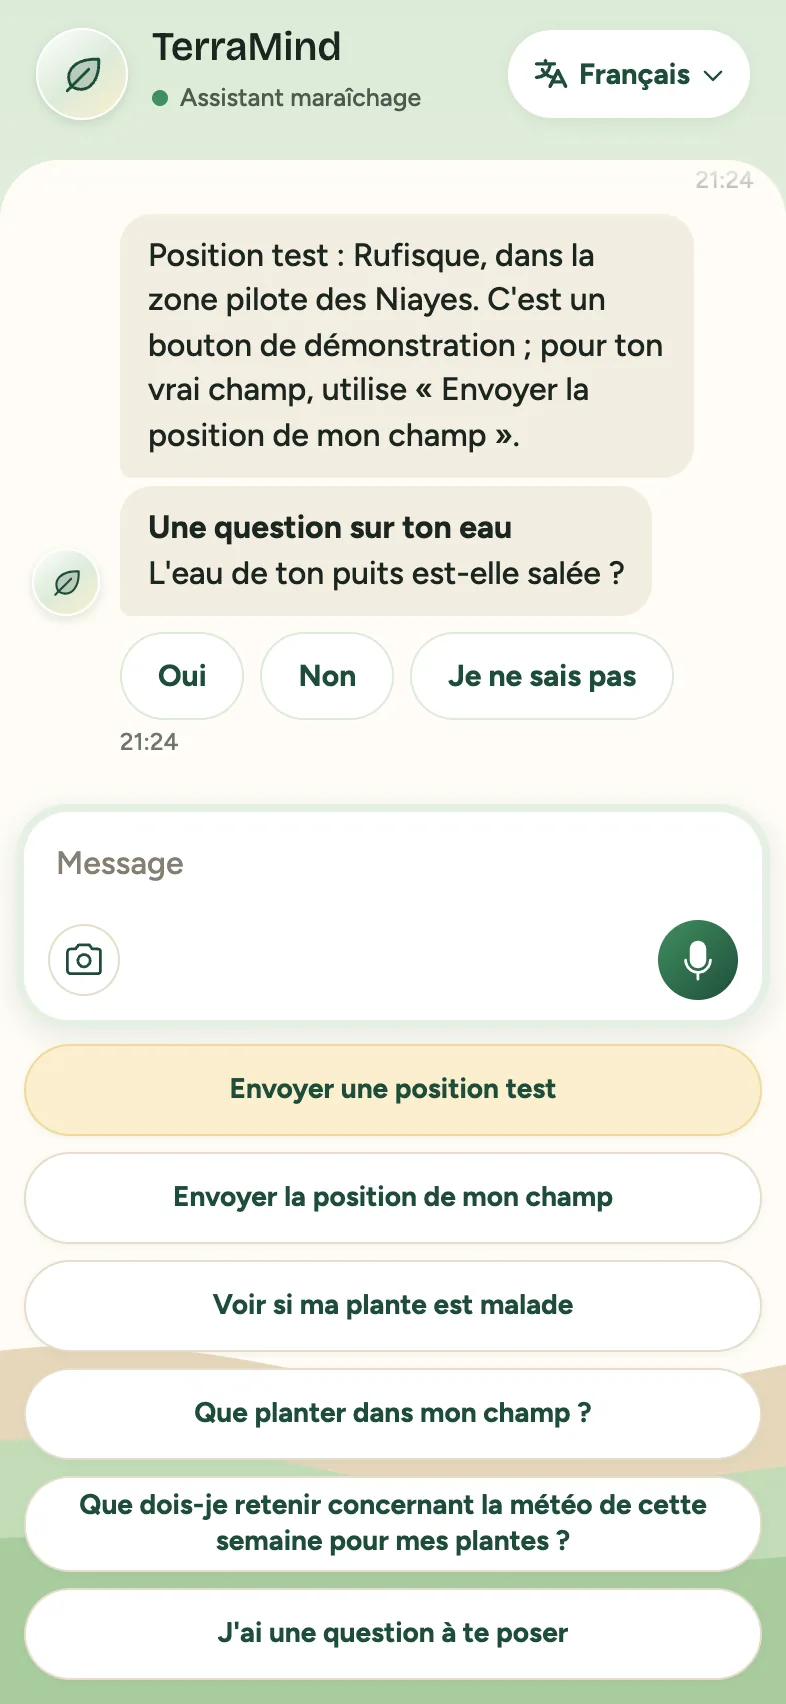 TerraMind
Assistant maraîchage
Français
21:24
Position test : Rufisque, dans la
zone pilote des Niayes. C'est un
bouton de démonstration ; pour ton
vrai champ, utilise « Envoyer la
position de mon champ ».
Une question sur ton eau
L'eau de ton puits est-elle salée ?
Oui
Non
Je ne sais pas
21:24
Message
Envoyer une position test
Envoyer la position de mon champ
Voir si ma plante est malade
Que planter dans mon champ ?
Que dois-je retenir concernant la météo de cette
semaine pour mes plantes ?
J'ai une question à te poser